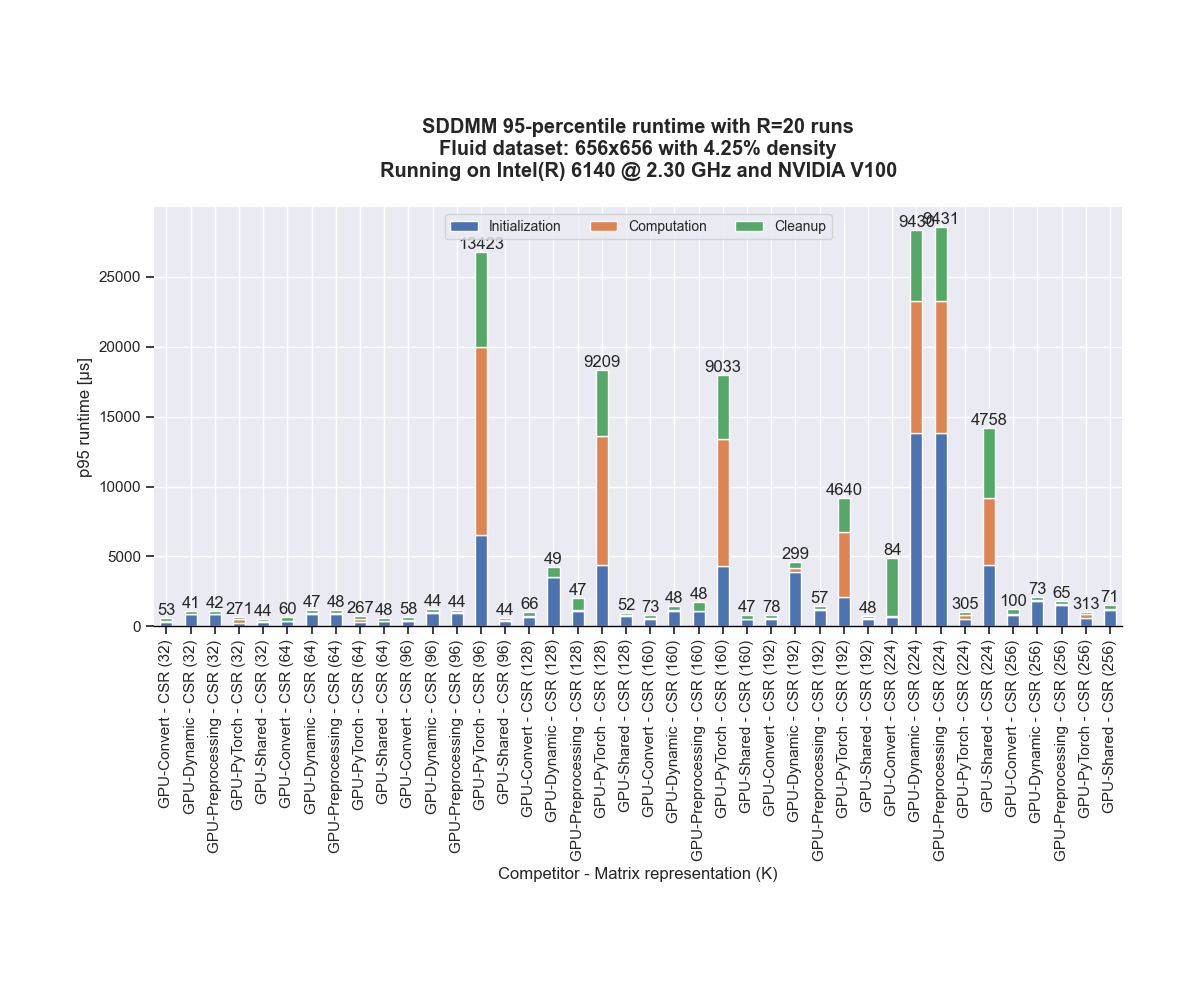 SDDMM 95-percentile runtime with R=20 runs
Fluid dataset: 656x656 with 4.25% density
Running on Intel(R) 6140 @ 2.30 GHz and NVIDIA V100
Initialization Computation Cleanup
p95 runtime [µs]
25000
20000
15000
10000
5000
0
53
41
42
271
44
60
47
48
267
48
58
44
44
13423
44
66
49
47
9209
52
73
48
48
9033
47
78
299
57
4640
48
84
9430
9431
305
4758
100
73
65
313
71
GPU-Convert - CSR (32)
GPU-Dynamic - CSR (32)
GPU-Preprocessing - CSR (32)
GPU-PyTorch - CSR (32)
GPU-Shared - CSR (32)
GPU-Convert - CSR (64)
GPU-Dynamic - CSR (64)
GPU-Preprocessing - CSR (64)
GPU-PyTorch - CSR (64)
GPU-Shared - CSR (64)
GPU-Convert - CSR (96)
GPU-Dynamic - CSR (96)
GPU-Preprocessing - CSR (96)
GPU-PyTorch - CSR (96)
GPU-Shared - CSR (96)
GPU-Convert - CSR (128)
GPU-Dynamic - CSR (128)
GPU-Preprocessing - CSR (128)
GPU-PyTorch - CSR (128)
GPU-Shared - CSR (128)
GPU-Convert - CSR (160)
GPU-Dynamic - CSR (160)
GPU-Preprocessing - CSR (160)
GPU-PyTorch - CSR (160)
GPU-Shared - CSR (160)
GPU-Convert - CSR (192)
GPU-Dynamic - CSR (192)
GPU-Preprocessing - CSR (192)
GPU-PyTorch - CSR (192)
GPU-Shared - CSR (192)
GPU-Convert - CSR (224)
GPU-Dynamic - CSR (224)
GPU-Preprocessing - CSR (224)
GPU-PyTorch - CSR (224)
GPU-Shared - CSR (224)
GPU-Convert - CSR (256)
GPU-Dynamic - CSR (256)
GPU-Preprocessing - CSR (256)
GPU-PyTorch - CSR (256)
GPU-Shared - CSR (256)
Competitor - Matrix representation (K)